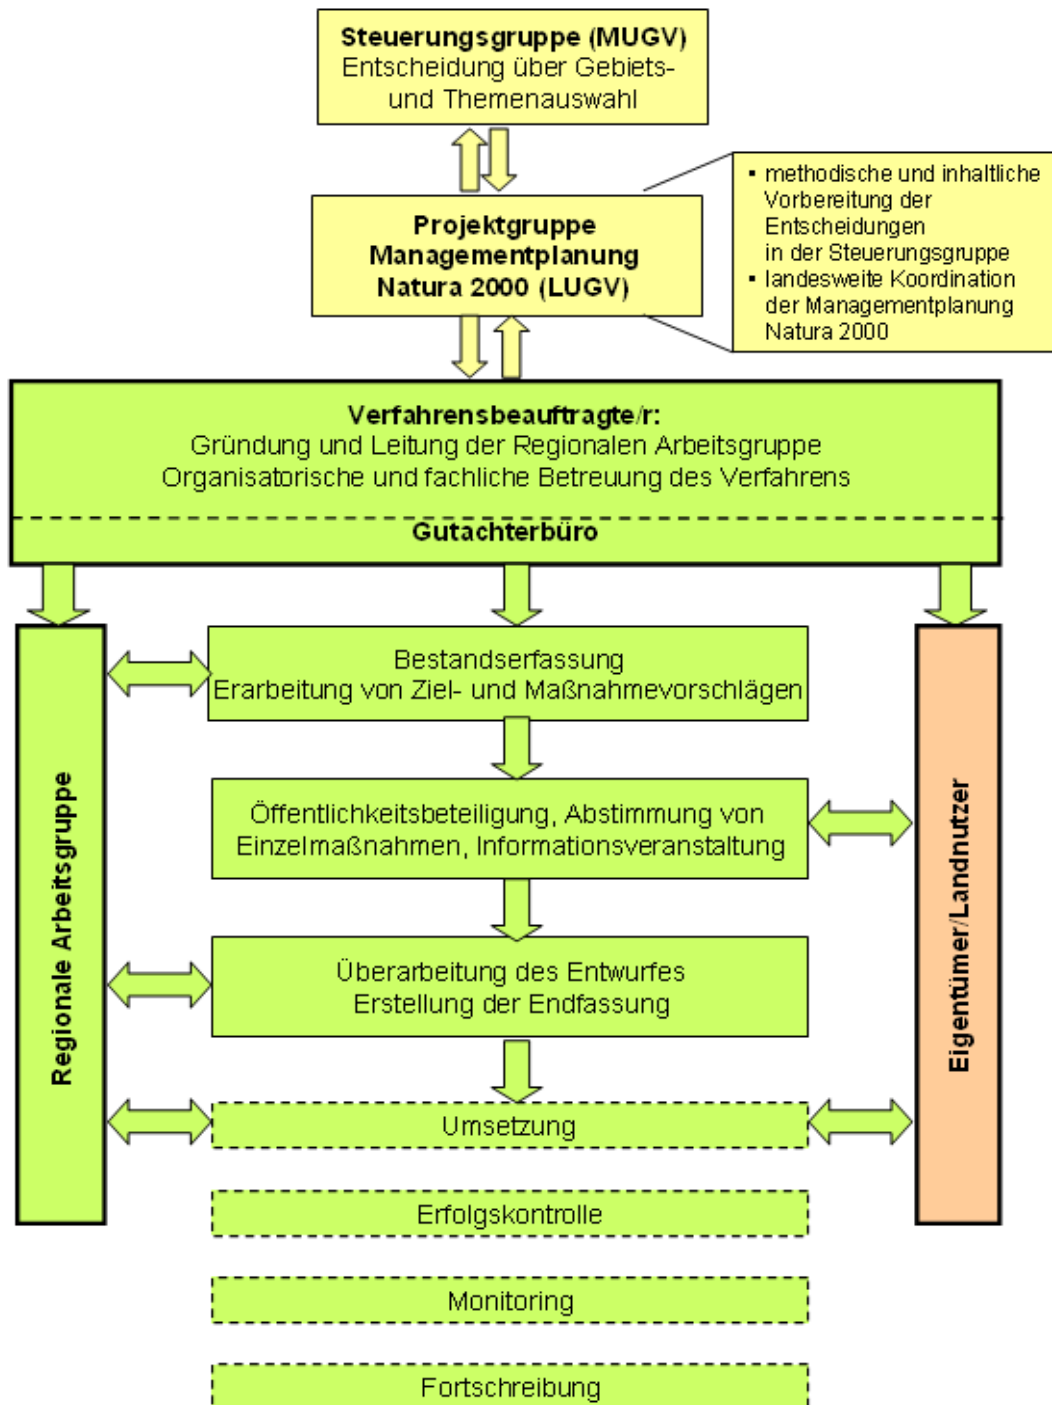 Steuerungsgruppe (MUGV)
Entscheidung über Gebiets-
und Themenauswahl
▪ methodische und inhaltliche
Vorbereitung der
Entscheidungen
in der Steuerungsgruppe
▪ landesweite Koordination
der Managementplanung
Natura 2000
Projektgruppe
Managementplanung
Natura 2000 (LUGV)
Verfahrensbeauftragte/r:
Gründung und Leitung der Regionalen Arbeitsgruppe
Organisatorische und fachliche Betreuung des Verfahrens
Gutachterbüro
Regionale Arbeitsgruppe
Bestandserfassung
Erarbeitung von Ziel- und Maßnahmevorschlägen
Öffentlichkeitsbeteiligung, Abstimmung von
Einzelmaßnahmen, Informationsveranstaltung
Überarbeitung des Entwurfes
Erstellung der Endfassung
Umsetzung
Erfolgskontrolle
Monitoring
Fortschreibung
Eigentümer/Landnutzer